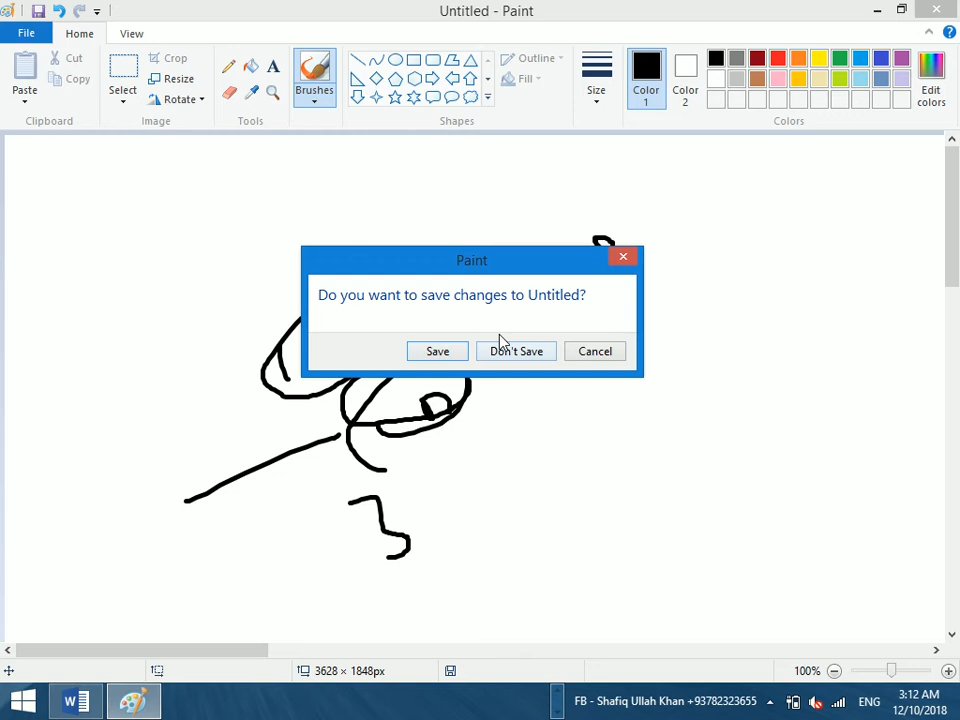 Untitled - Paint
File
Home
View
Paste
Cut
Copy
Clipboard
Select
Crop
Resize
Rotate
Image
A
Tools
Brushes
Outline
Fill
Shapes
Size
Color 1
Color 2
Edit colors
Colors
Paint
Do you want to save changes to Untitled?
Save
Don't Save
Cancel
3628 × 1848px
100%
W
FB - Shafiq Ullah Khan +93782323655
ENG
3:12 AM
12/10/2018